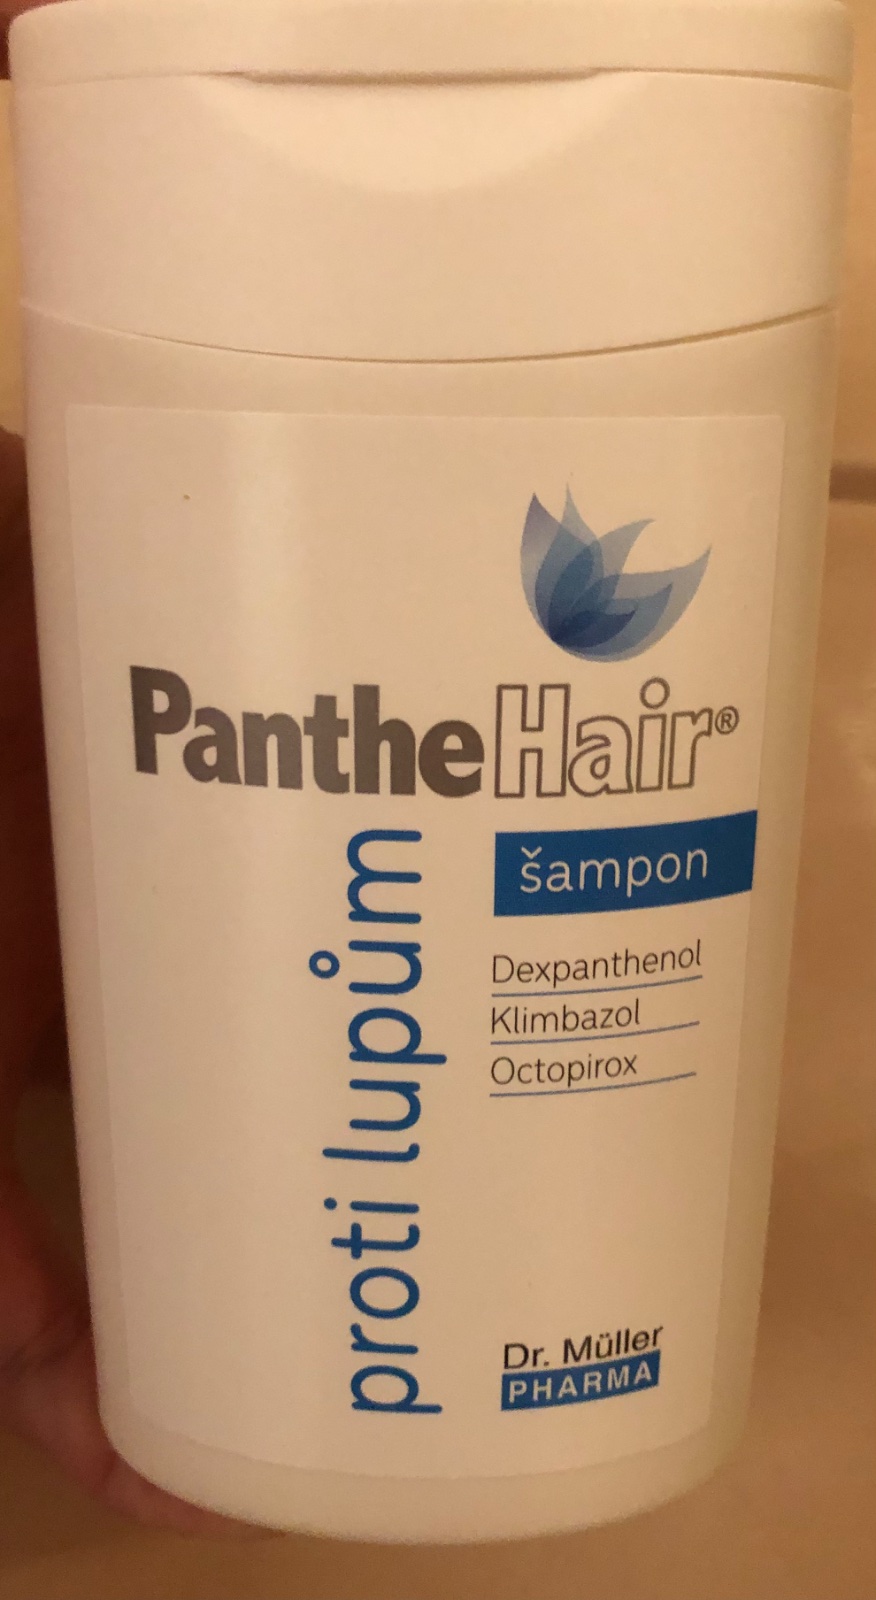 PantheHair®
šampon
proti lupům
Dexpanthenol
Klimbazol
Octopirox
Dr. Müller
PHARMA